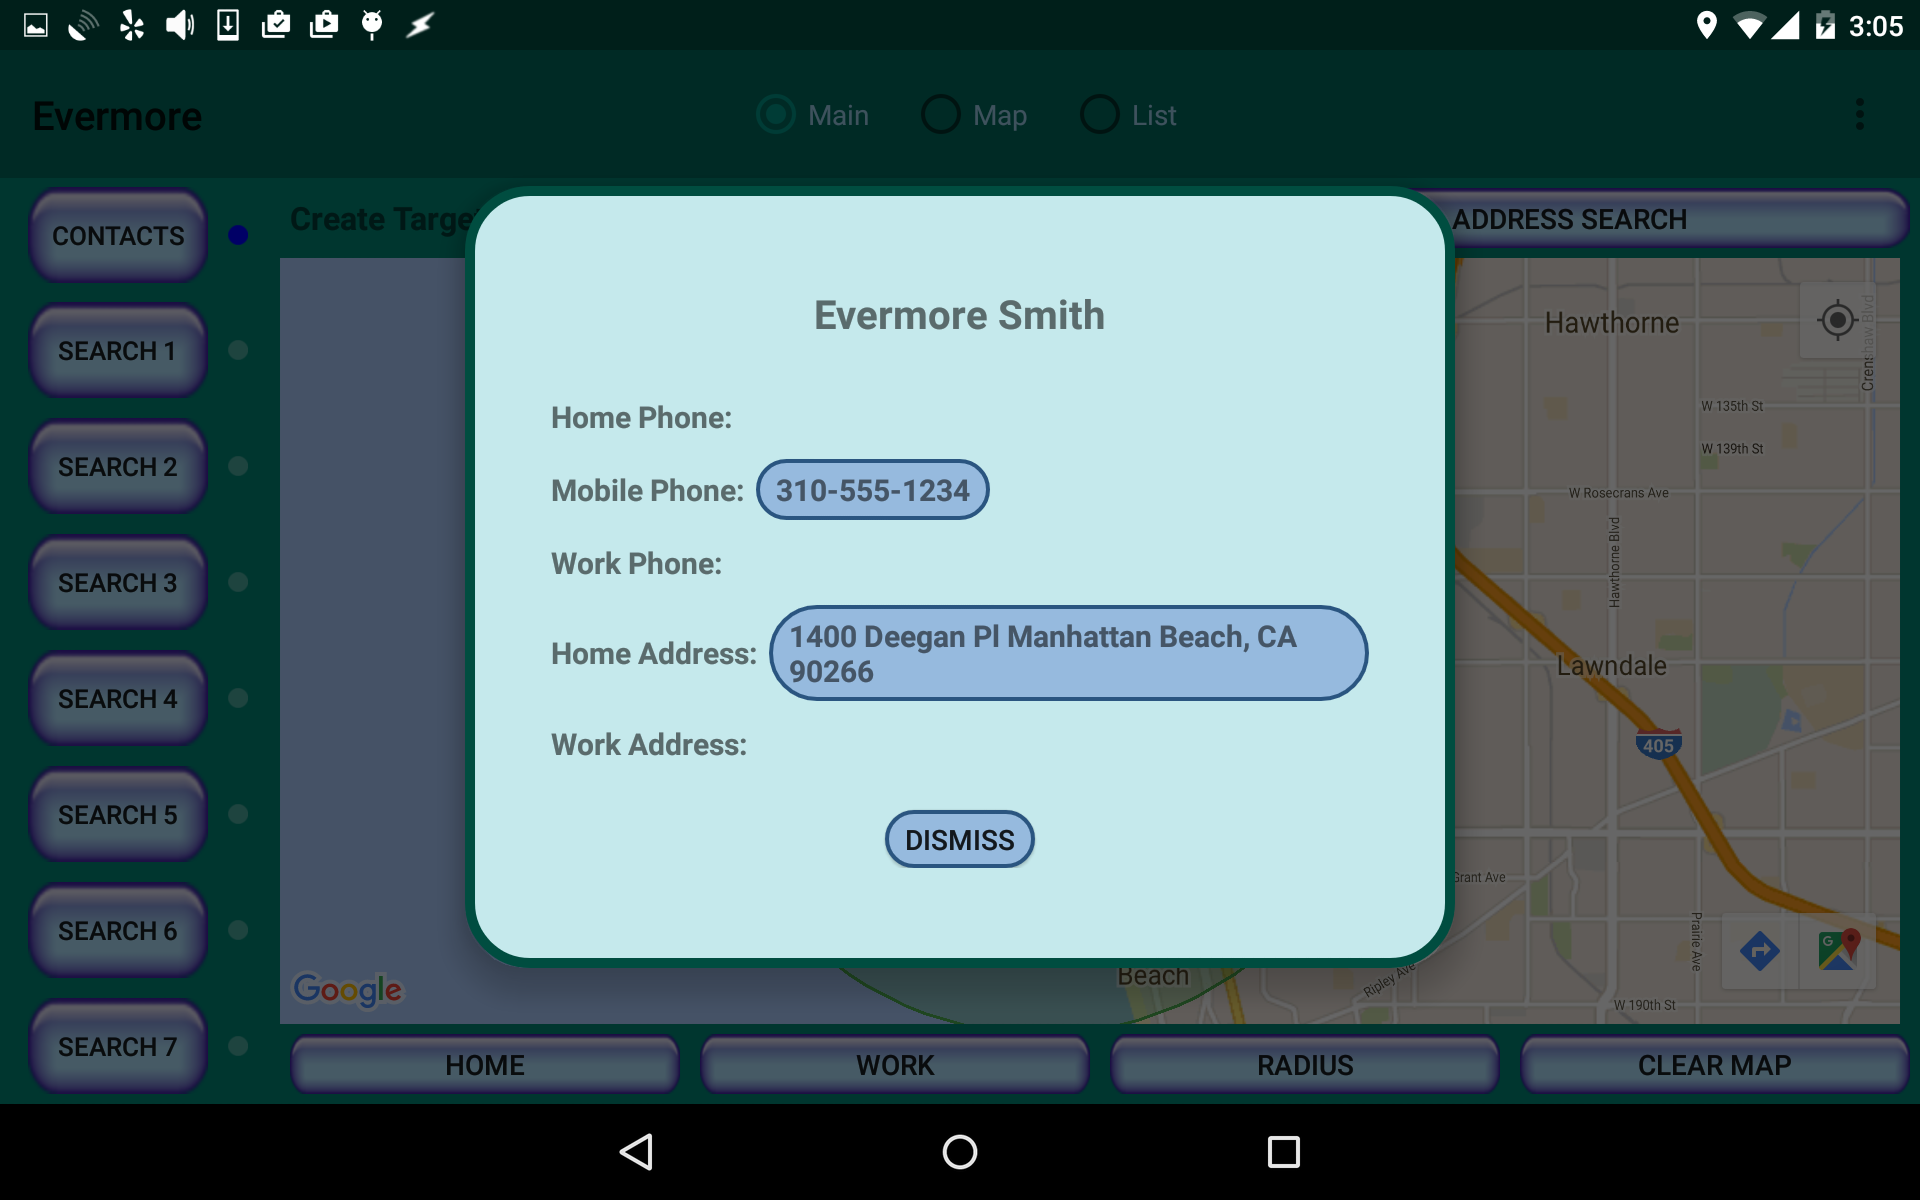 3:05
Evermore
Main
Map
List
CONTACTS
SEARCH 1
SEARCH 2
SEARCH 3
SEARCH 4
SEARCH 5
SEARCH 6
SEARCH 7
Create
ADDRESS SEARCH
Evermore Smith
Home Phone:
Mobile Phone: 310-555-1234
Work Phone:
Home Address: 1400 Deegan Pl Manhattan Beach, CA
90266
Work Address:
DISMISS
Hawthorne
Crenshaw Blvd
W 135th St
W 139th St
W Rosecrans Ave
Hawthorne Blvd
Lawndale
405
Grant Ave
Prairie Ave
Beach
Ripley Ave
W 190th St
Google
G
HOME
WORK
RADIUS
CLEAR MAP